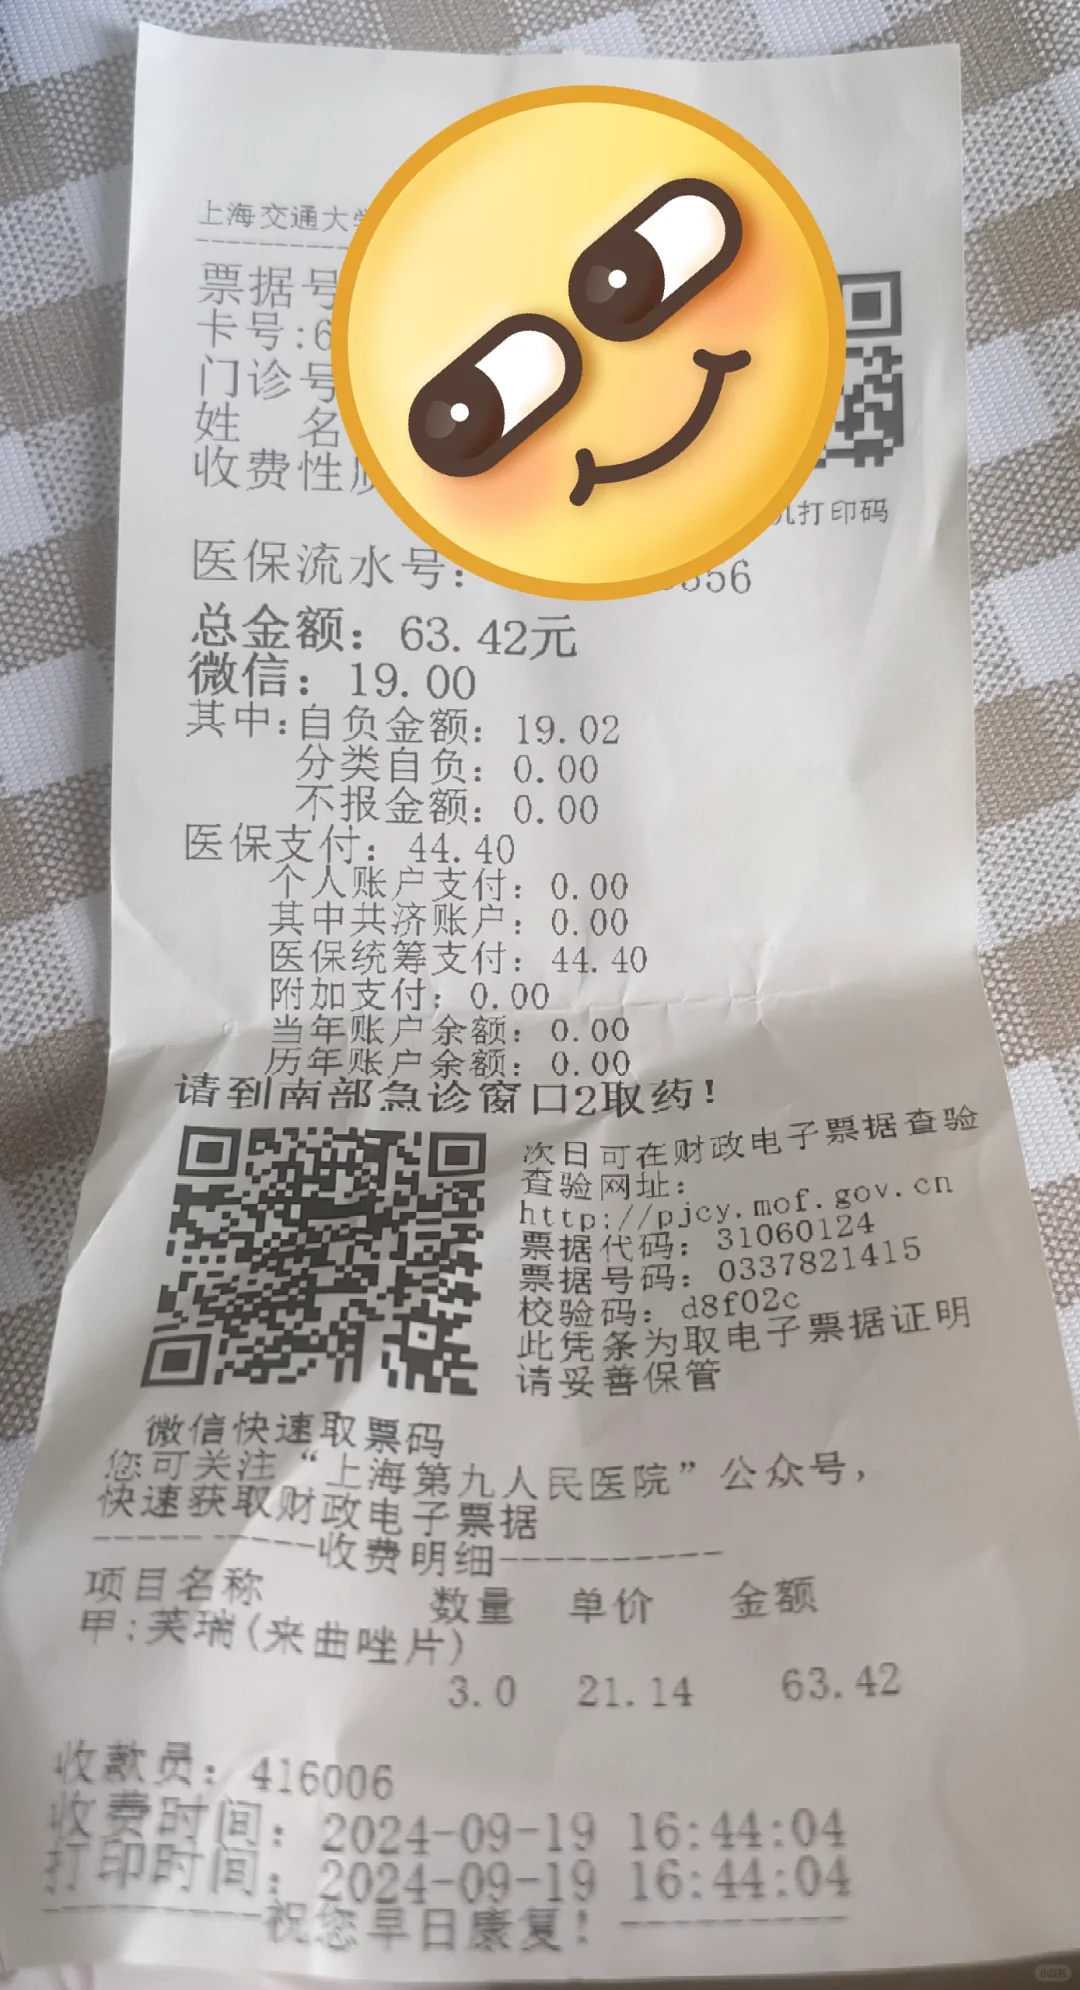 上海交通大学
票据号
卡号:6
门诊号
姓 名
收费性质
机打印码
医保流水号: 3656
总金额: 63.42元
微信: 19.00
其中:自负金额: 19.02
分类自负: 0.00
不报金额: 0.00
医保支付: 44.40
个人账户支付: 0.00
其中共济账户: 0.00
医保统筹支付: 44.40
附加支付: 0.00
当年账户余额: 0.00
历年账户余额: 0.00
请到南部急诊窗口2取药!
次日可在财政电子票据查验
查验网址:
http://pjcy.mof.gov.cn
票据代码: 31060124
票据号码: 0337821415
校验码: d8f02c
此凭条为取电子票据证明
请妥善保管
微信快速取票码
您可关注“上海第九人民医院”公众号,
快速获取财政电子票据
----------收费明细----------
项目名称 数量 单价 金额
甲:芙瑞(来曲唑片)
3.0 21.14 63.42
收款员: 416006
收费时间: 2024-09-19 16:44:04
打印时间: 2024-09-19 16:44:04
----------祝您早日康复!----------